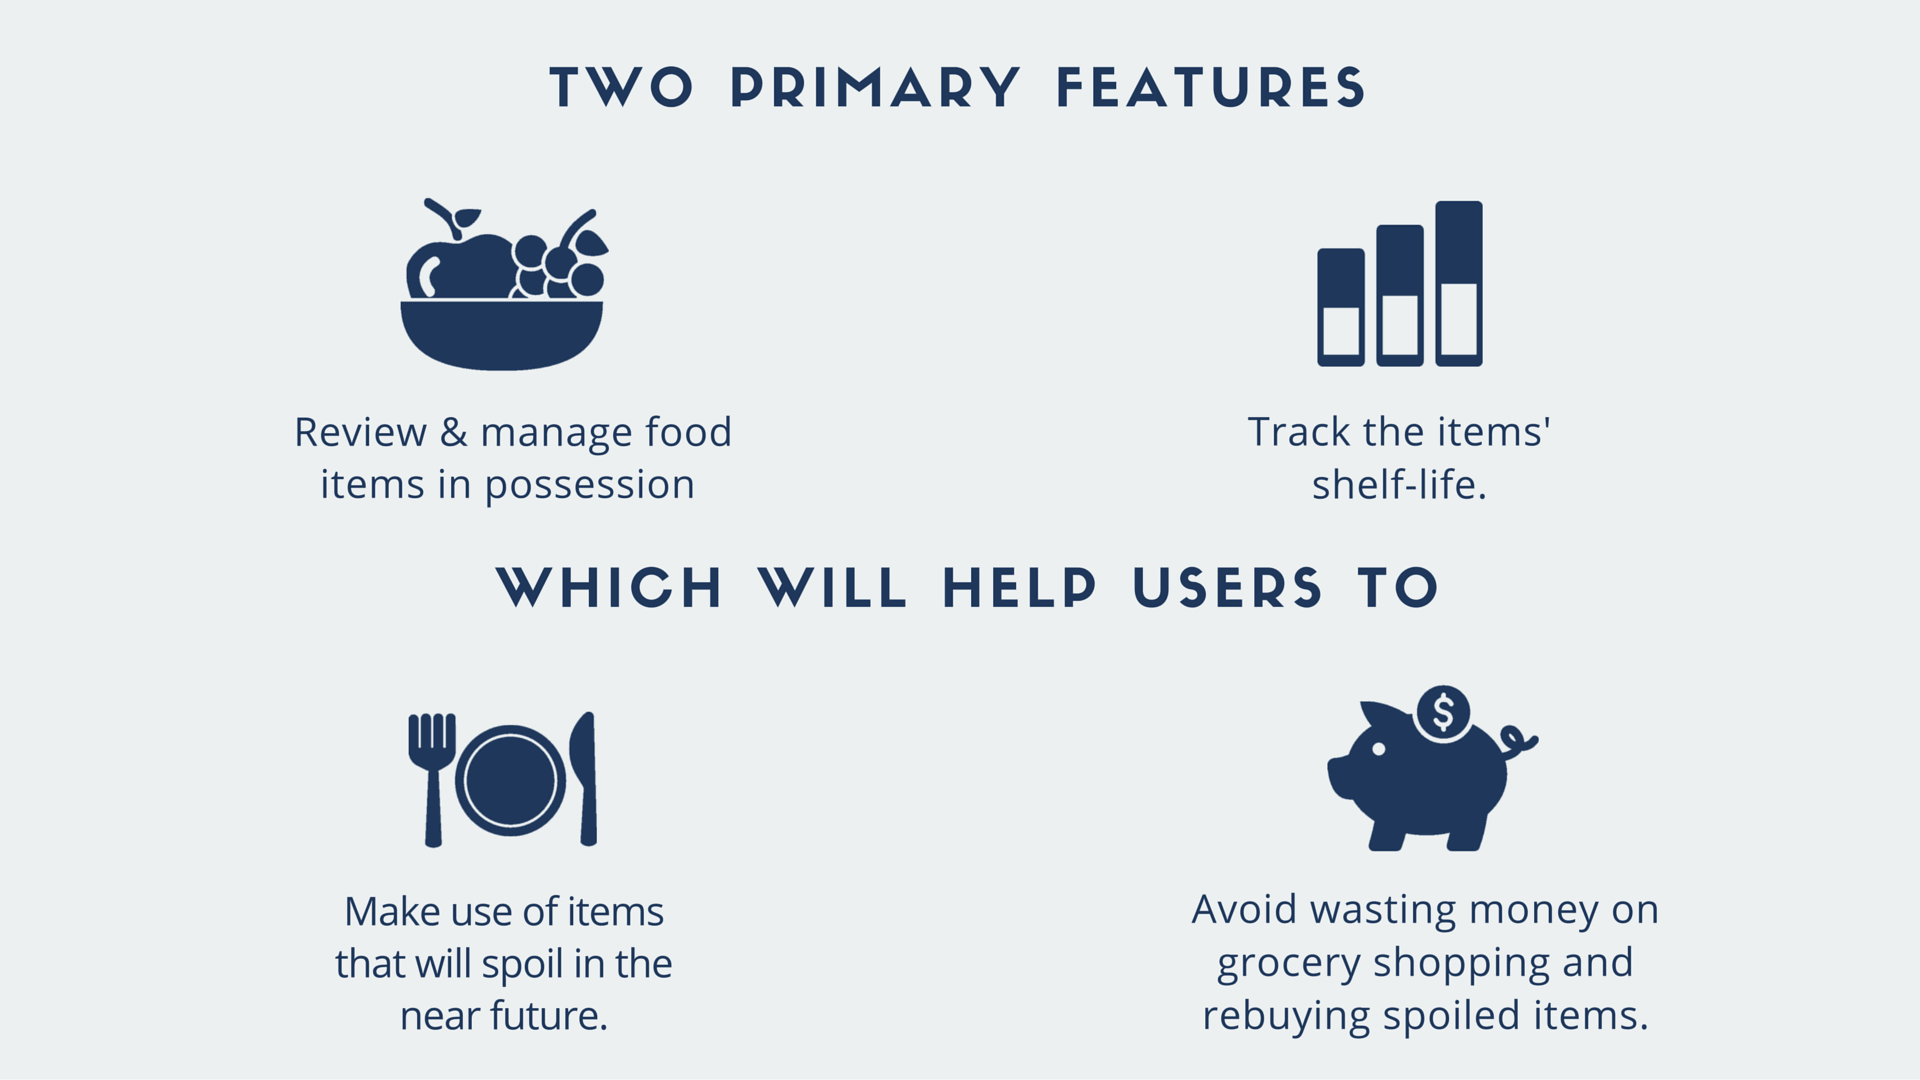 TWO PRIMARY FEATURES
Review & manage food
items in possession
Track the items'
shelf-life.
WHICH WILL HELP USERS TO
$
Make use of items
that will spoil in the
near future.
Avoid wasting money on
grocery shopping and
rebuying spoiled items.